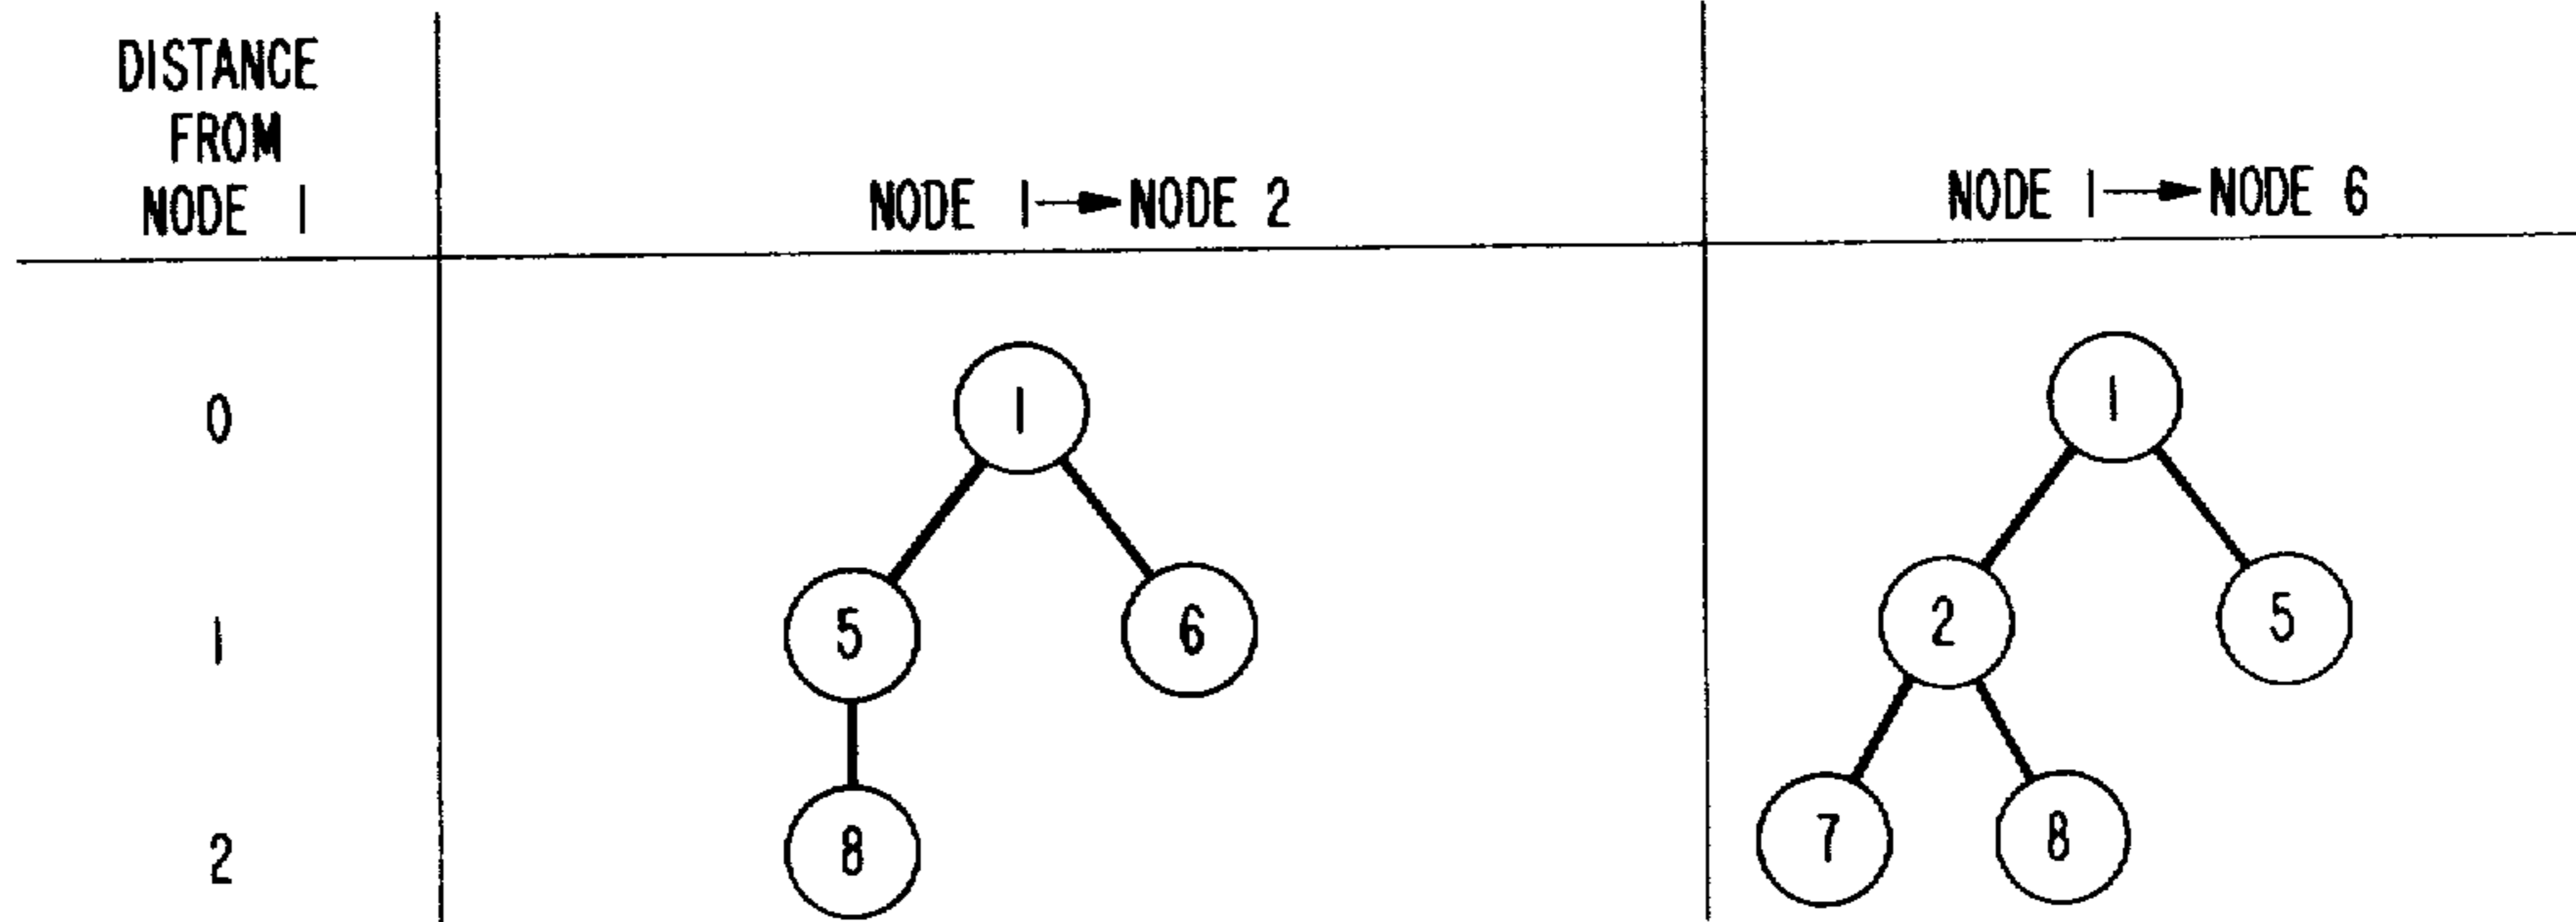 DISTANCE
FROM
NODE 1
NODE 1→NODE 2
NODE 1→NODE 6
0
1
1
1
5
6
2
5
2
8
7
8